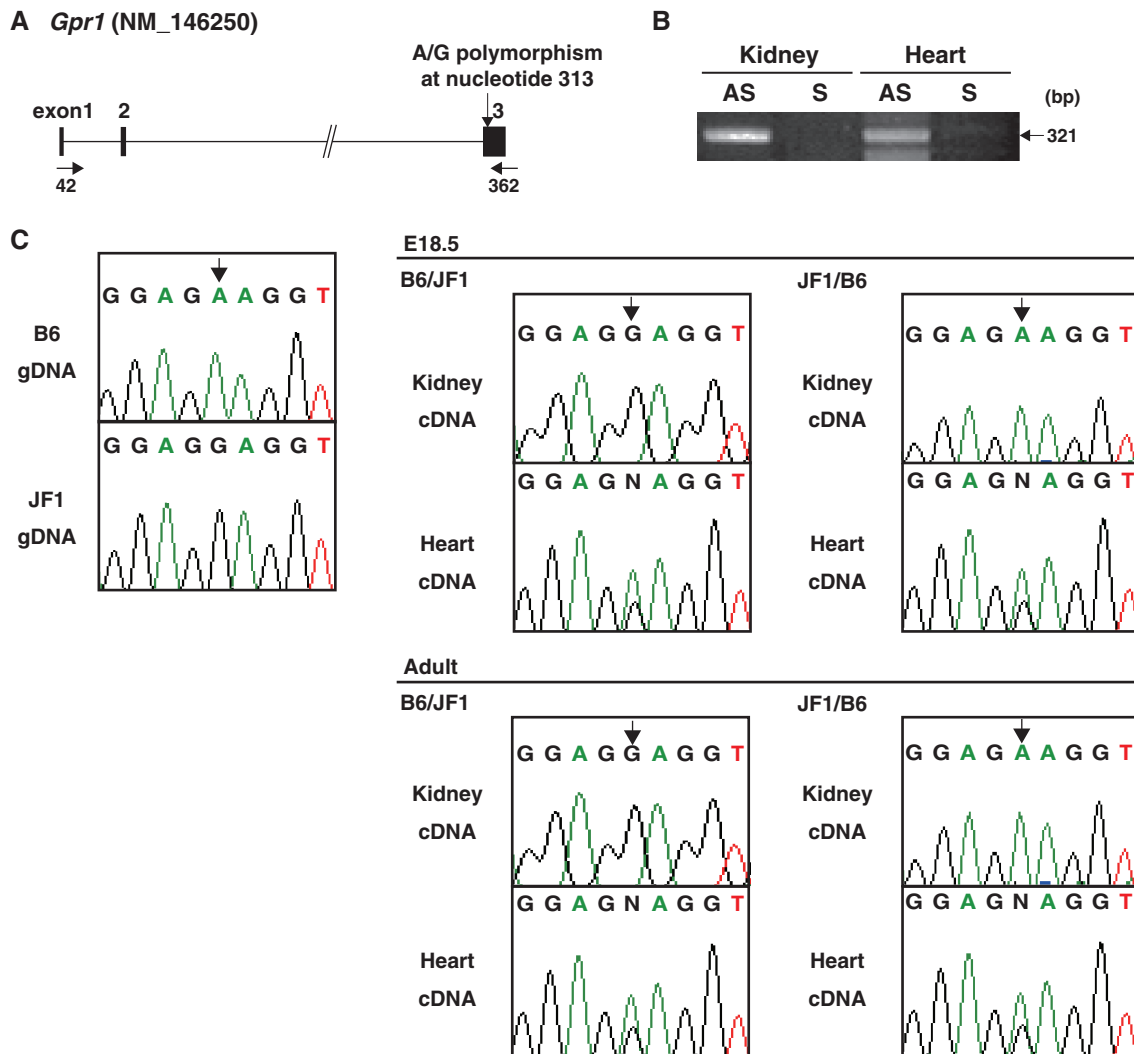 A Gpr1 (NM_146250)
A/G polymorphism
at nucleotide 313
exon1 2 3
42 362
B
Kidney Heart
AS S AS S (bp)
321
C
G G A G A A G G T
B6
gDNA
G G A G G A G G T
JF1
gDNA
E18.5
B6/JF1 JF1/B6
G G A G G A G G T
Kidney
cDNA
G G A G N A G G T
Heart
cDNA
G G A G A A G G T
Kidney
cDNA
G G A G N A G G T
Heart
cDNA
Adult
B6/JF1 JF1/B6
G G A G G A G G T
Kidney
cDNA
G G A G N A G G T
Heart
cDNA
G G A G A A G G T
Kidney
cDNA
G G A G N A G G T
Heart
cDNA